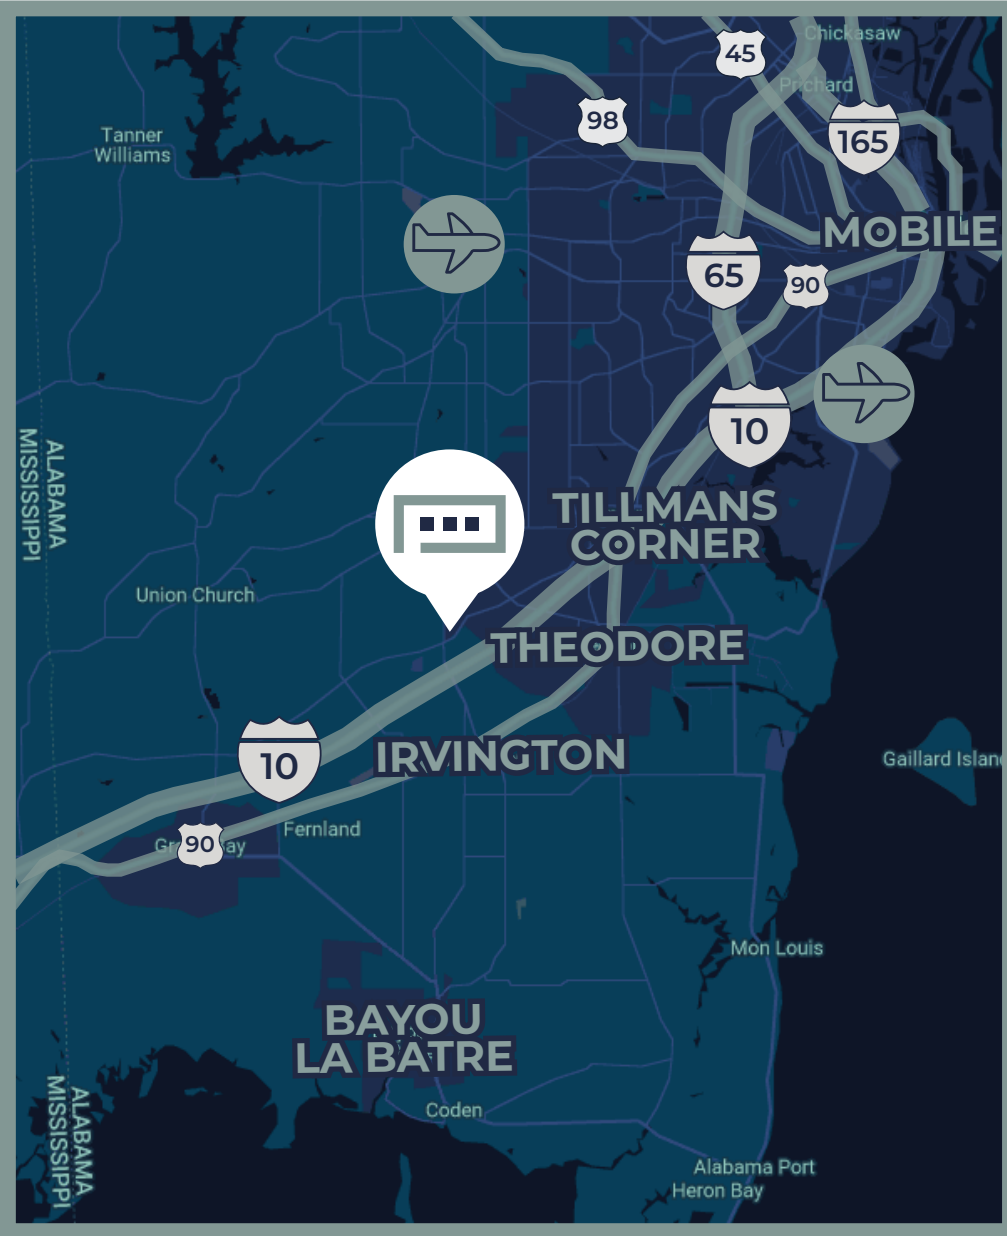 Chickasaw
45
Prichard
98
165
Tanner
Williams
MOBILE
65
90
10
ALABAMA
MISSISSIPPI
TILLMANS
CORNER
Union Church
THEODORE
IRVINGTON
10
Gaillard Islan
Fernland
90
Mon Louis
BAYOU
LA BATRE
ALABAMA
MISSISSIPPI
Coden
Alabama Port
Heron Bay